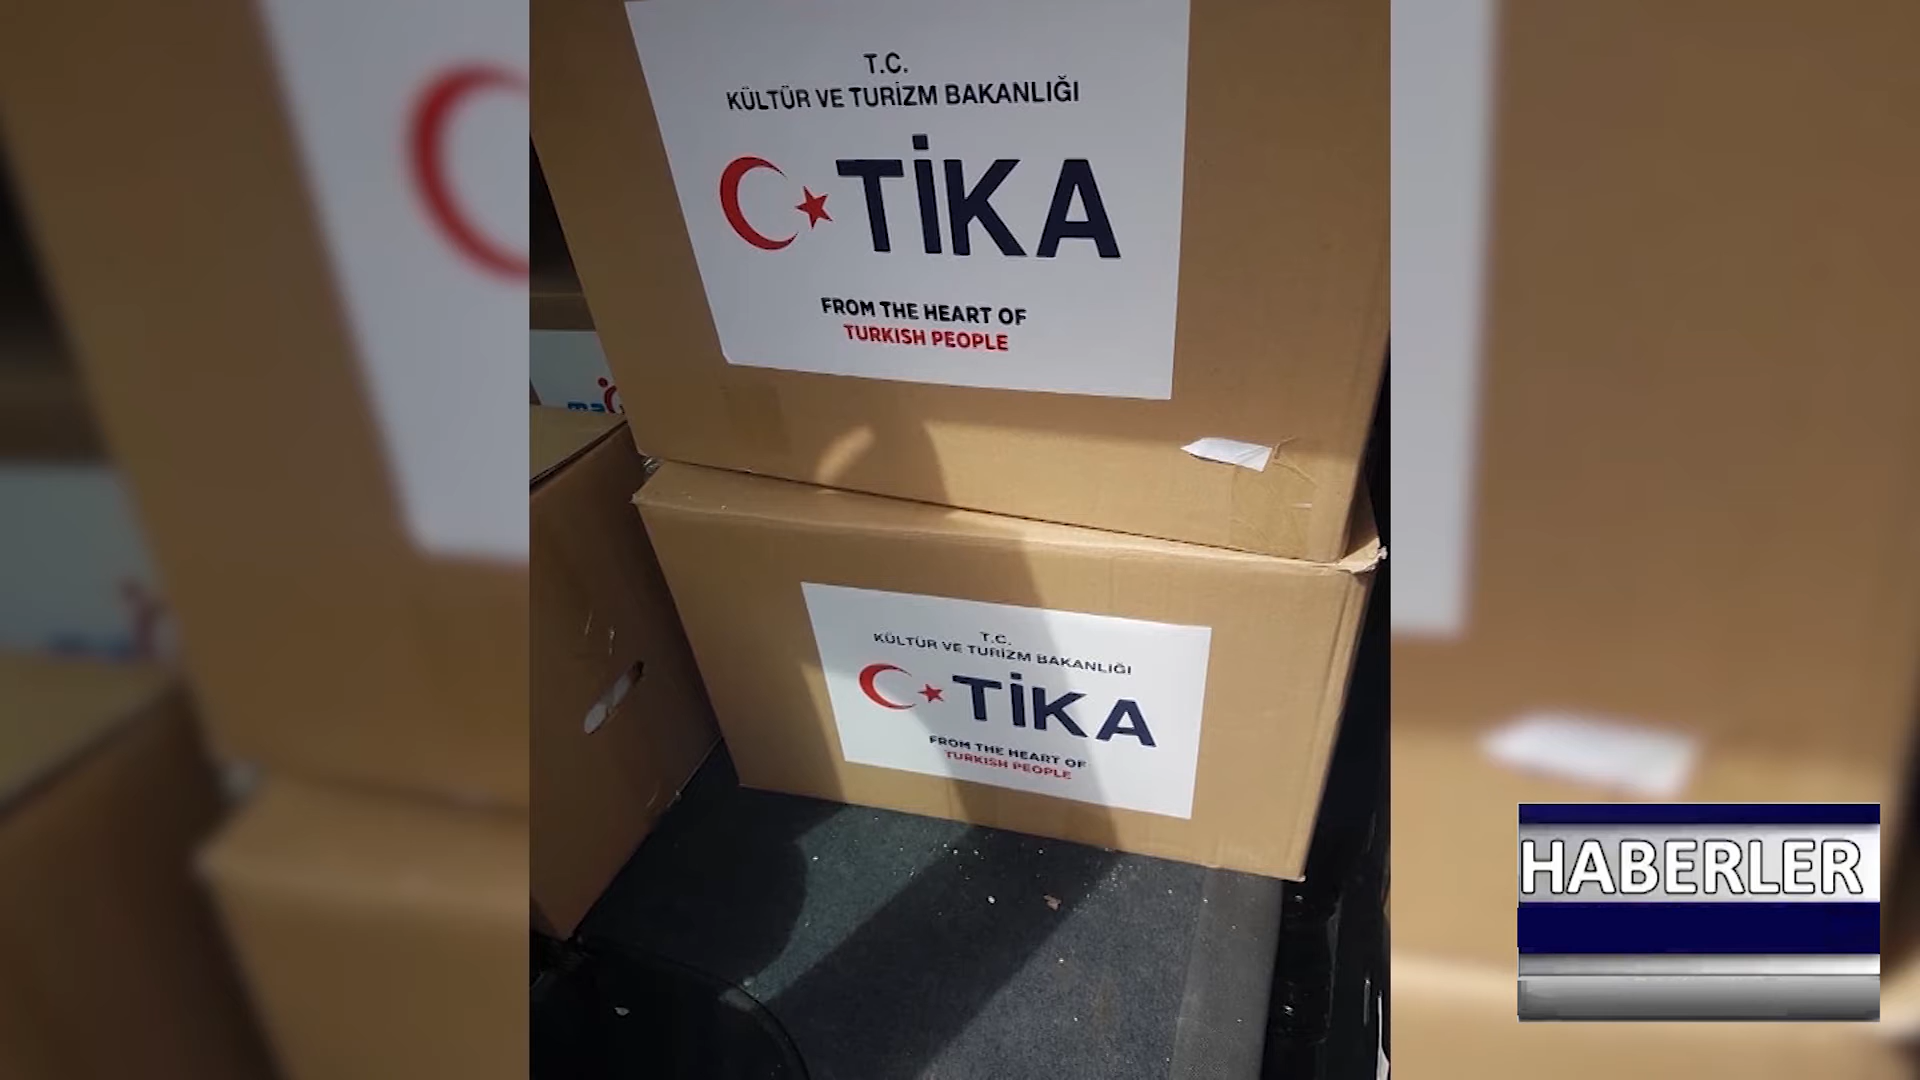 T.C.
KÜLTÜR VE TURİZM BAKANLIĞI
TİKA
FROM THE HEART OF
TURKISH PEOPLE
T.C.
KÜLTÜR VE TURİZM BAKANLIĞI
TİKA
FROM THE HEART OF
TURKISH PEOPLE
HABERLER